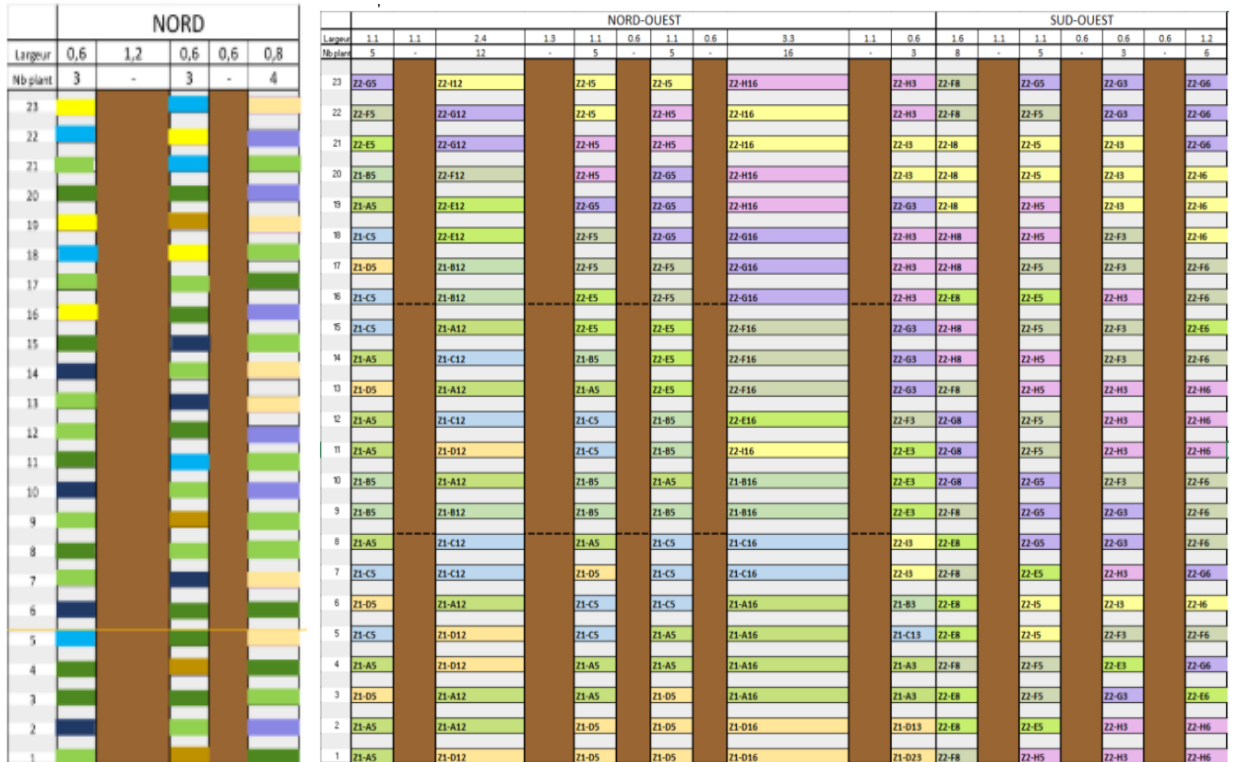 NORD
Largeur 0,6 1,2 0,6 0,6 0,8
Nb plant 3 - 3 - 4
23
22
21
20
19
18
17
16
15
14
13
12
11
10
9
8
7
6
5
4
3
2
1
NORD-OUEST SUD-OUEST
Largeur 1.1 1.1 2.4 1.3 1.1 0.6 1.1 0.6 3.3 1.1 0.6 1.6 1.1 1.1 0.6 0.6 0.6 1.2
Nb plant 5 - 12 - 5 - 5 - 16 - 3 8 - 5 - 3 - 6
23 Z2-G5 Z2-I12 Z2-I5 Z2-I5 Z2-H16 Z2-H3 Z2-F8 Z2-G5 Z2-G3 Z2-G6
22 Z2-F5 Z2-G12 Z2-I5 Z2-H5 Z2-I16 Z2-H3 Z2-F8 Z2-F5 Z2-G3 Z2-G6
21 Z2-E5 Z2-G12 Z2-H5 Z2-H5 Z2-I16 Z2-I3 Z2-I8 Z2-I5 Z2-I3 Z2-G6
20 Z1-B5 Z2-F12 Z2-H5 Z2-G5 Z2-H16 Z2-I3 Z2-I8 Z2-I5 Z2-I3 Z2-I6
19 Z1-A5 Z2-E12 Z2-G5 Z2-G5 Z2-H16 Z2-G3 Z2-I8 Z2-H5 Z2-I3 Z2-I6
18 Z1-C5 Z2-E12 Z2-F5 Z2-G5 Z2-G16 Z2-H3 Z2-H8 Z2-H5 Z2-F3 Z2-I6
17 Z1-D5 Z1-B12 Z2-F5 Z2-F5 Z2-G16 Z2-H3 Z2-H8 Z2-F5 Z2-F3 Z2-F6
16 Z1-C5 Z1-B12 Z2-E5 Z2-F5 Z2-G16 Z2-H3 Z2-E8 Z2-E5 Z2-H3 Z2-F6
15 Z1-C5 Z1-A12 Z2-E5 Z2-E5 Z2-F16 Z2-G3 Z2-H8 Z2-F5 Z2-F3 Z2-E6
14 Z1-A5 Z1-C12 Z1-B5 Z2-E5 Z2-F16 Z2-G3 Z2-H8 Z2-H5 Z2-F3 Z2-F6
13 Z1-D5 Z1-A12 Z1-A5 Z2-E5 Z2-F16 Z2-G3 Z2-F8 Z2-H5 Z2-H3 Z2-H6
12 Z1-A5 Z1-C12 Z1-C5 Z1-B5 Z2-E16 Z2-F3 Z2-G8 Z2-F5 Z2-H3 Z2-H6
11 Z1-A5 Z1-D12 Z1-C5 Z1-B5 Z2-I16 Z2-E3 Z2-G8 Z2-F5 Z2-H3 Z2-H6
10 Z1-B5 Z1-A12 Z1-B5 Z1-A5 Z1-B16 Z2-E3 Z2-G8 Z2-G5 Z2-F3 Z2-F6
9 Z1-B5 Z1-B12 Z1-B5 Z1-B5 Z1-B16 Z2-E3 Z2-F8 Z2-G5 Z2-G3 Z2-F6
8 Z1-A5 Z1-C12 Z1-A5 Z1-C5 Z1-C16 Z2-I3 Z2-E8 Z2-G5 Z2-G3 Z2-F6
7 Z1-C5 Z1-C12 Z1-D5 Z1-C5 Z1-C16 Z2-I3 Z2-F8 Z2-E5 Z2-H3 Z2-G6
6 Z1-D5 Z1-A12 Z1-C5 Z1-C5 Z1-A16 Z1-B3 Z2-E8 Z2-I5 Z2-I3 Z2-I6
5 Z1-C5 Z1-D12 Z1-C5 Z1-A5 Z1-A16 Z1-C13 Z2-E8 Z2-I5 Z2-F3 Z2-F6
4 Z1-A5 Z1-D12 Z1-A5 Z1-A5 Z1-A16 Z1-A3 Z2-F8 Z2-F5 Z2-E3 Z2-G6
3 Z1-D5 Z1-A12 Z1-A5 Z1-D5 Z1-A16 Z1-A3 Z2-E8 Z2-F5 Z2-G3 Z2-E6
2 Z1-A5 Z1-A12 Z1-D5 Z1-D5 Z1-D16 Z1-D13 Z2-E8 Z2-E5 Z2-H3 Z2-H6
1 Z1-A5 Z1-D12 Z1-D5 Z1-D5 Z1-D16 Z1-D23 Z2-F8 Z2-H5 Z2-H3 Z2-H6